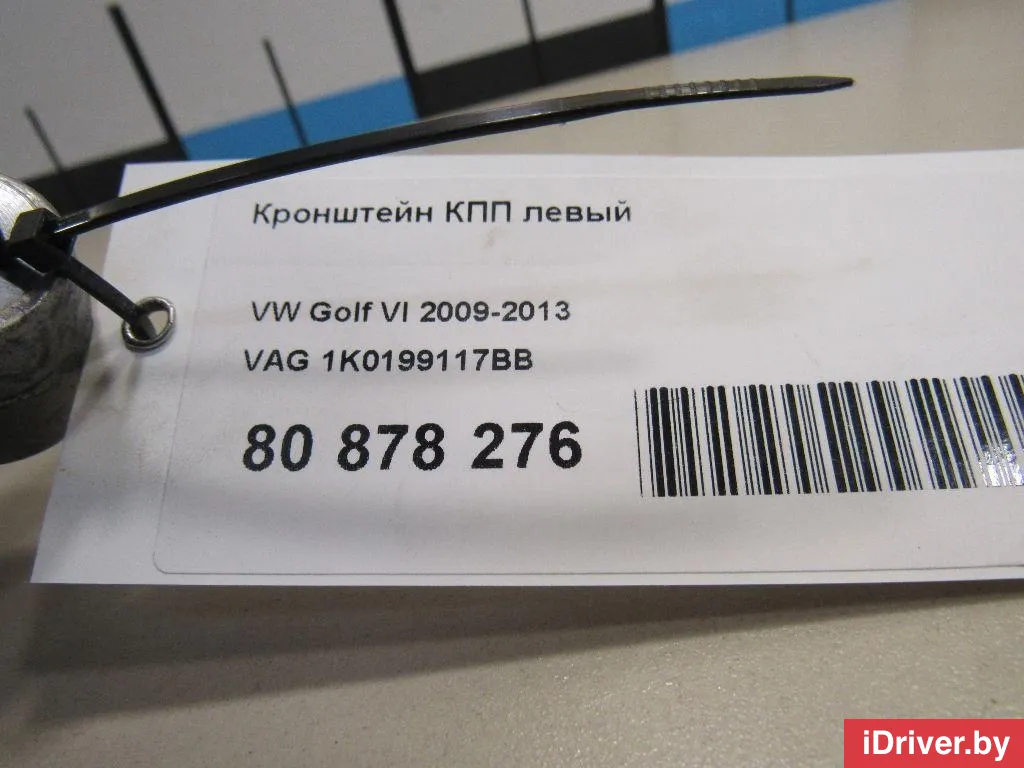 Кронштейн КПП левый
VW Golf VI 2009-2013
VAG 1K0199117BB
80 878 276
iDriver.by